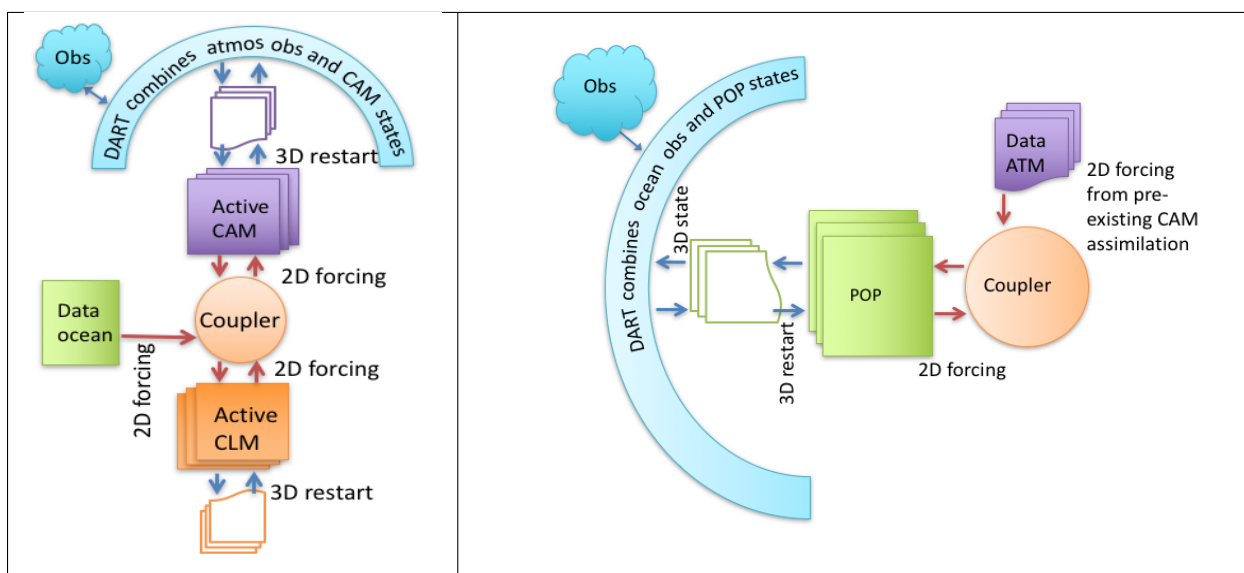 Obs
DART combines atmos obs and CAM states
3D restart
Active
CAM
2D forcing
Data
ocean
Coupler
2D forcing
2D forcing
Active
CLM
3D restart
Obs
DART combines ocean obs and POP states
3D state
3D restart
POP
2D forcing
Data
ATM
2D forcing
from pre-
existing CAM
assimilation
Coupler